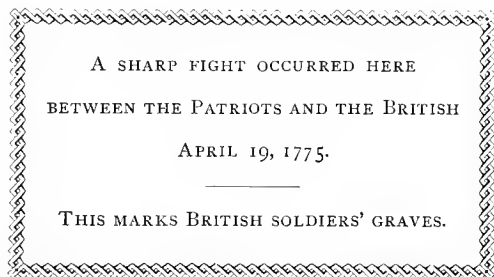 A SHARP FIGHT OCCURRED HERE
BETWEEN THE PATRIOTS AND THE BRITISH
APRIL 19, 1775.
THIS MARKS BRITISH SOLDIERS' GRAVES.